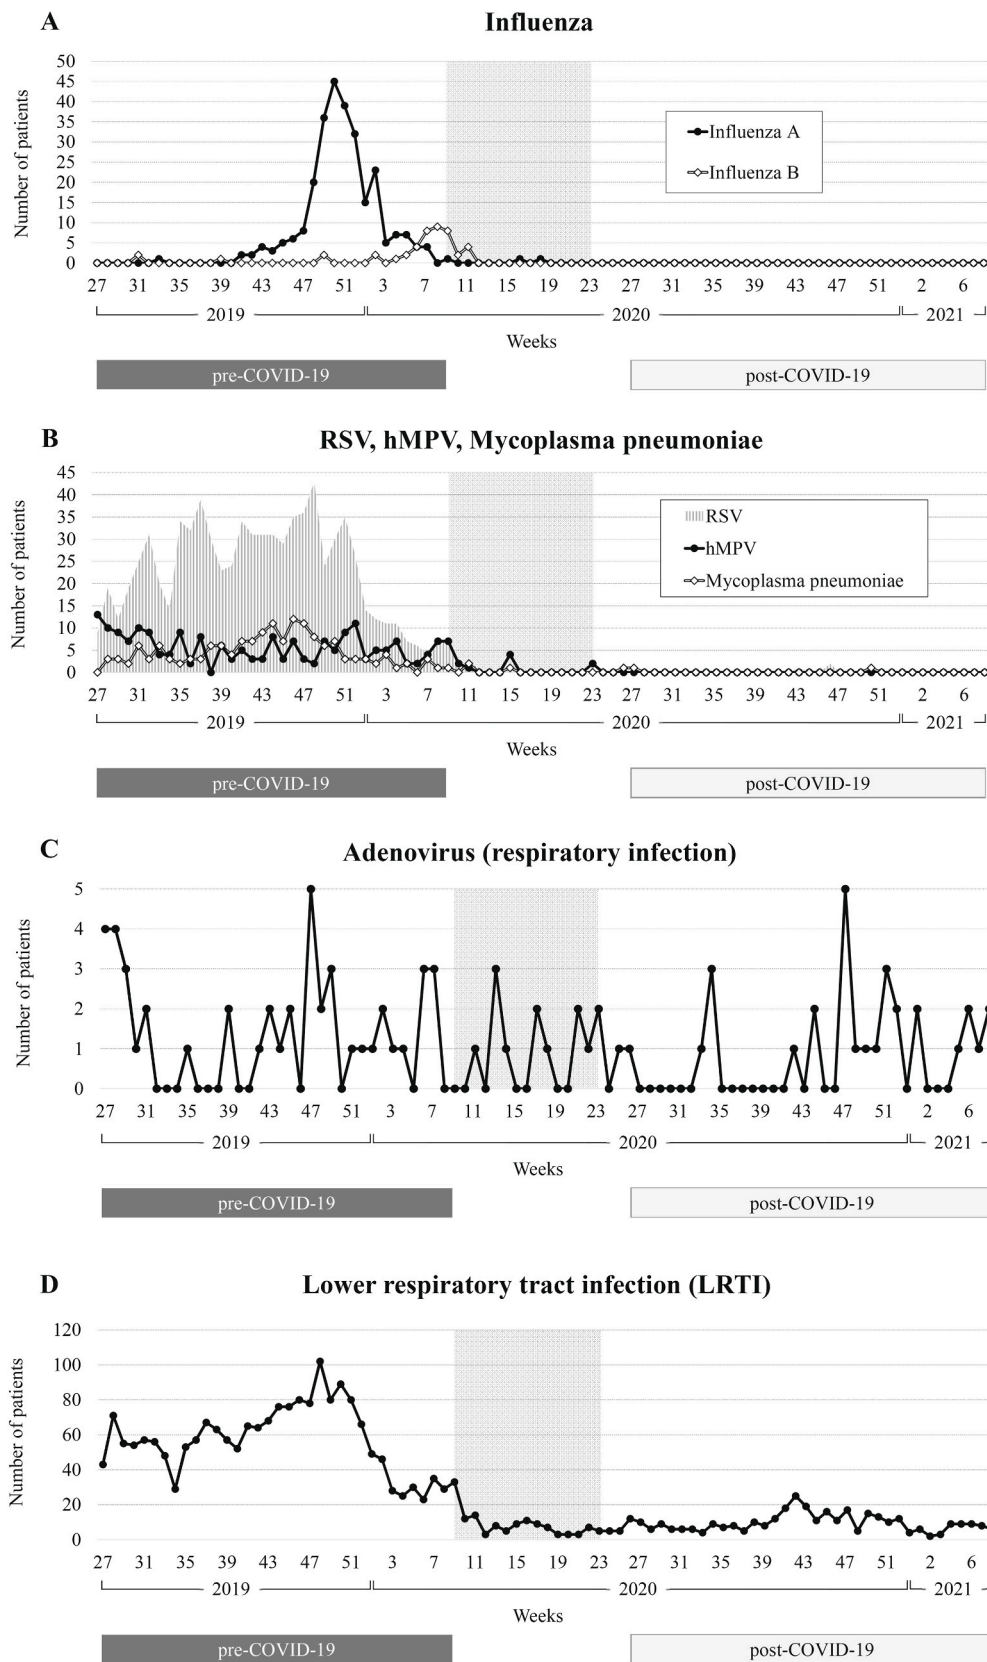 A
Influenza
Number of patients
50
45
40
35
30
25
20
15
10
5
0
Influenza A
Influenza B
27 31 35 39 43 47 51 3 7 11 15 19 23 27 31 35 39 43 47 51 2 6
2019 2020 2021
Weeks
pre-COVID-19 post-COVID-19
B
RSV, hMPV, Mycoplasma pneumoniae
Number of patients
45
40
35
30
25
20
15
10
5
0
RSV
hMPV
Mycoplasma pneumoniae
27 31 35 39 43 47 51 3 7 11 15 19 23 27 31 35 39 43 47 51 2 6
2019 2020 2021
Weeks
pre-COVID-19 post-COVID-19
C
Adenovirus (respiratory infection)
Number of patients
5
4
3
2
1
0
27 31 35 39 43 47 51 3 7 11 15 19 23 27 31 35 39 43 47 51 2 6
2019 2020 2021
Weeks
pre-COVID-19 post-COVID-19
D
Lower respiratory tract infection (LRTI)
Number of patients
120
100
80
60
40
20
0
27 31 35 39 43 47 51 3 7 11 15 19 23 27 31 35 39 43 47 51 2 6
2019 2020 2021
Weeks
pre-COVID-19 post-COVID-19